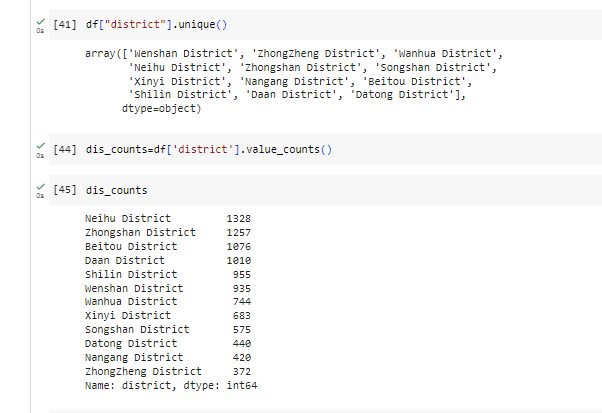 [41] df["district"].unique()
0s
array(['Wenshan District', 'ZhongZheng District', 'Wanhua District',
'Neihu District', 'Zhongshan District', 'Songshan District',
'Xinyi District', 'Nangang District', 'Beitou District',
'Shilin District', 'Daan District', 'Datong District'],
dtype=object)
[44] dis_counts=df['district'].value_counts()
0s
[45] dis_counts
0s
Neihu District 1328
Zhongshan District 1257
Beitou District 1076
Daan District 1010
Shilin District 955
Wenshan District 935
Wanhua District 744
Xinyi District 683
Songshan District 575
Datong District 440
Nangang District 420
ZhongZheng District 372
Name: district, dtype: int64